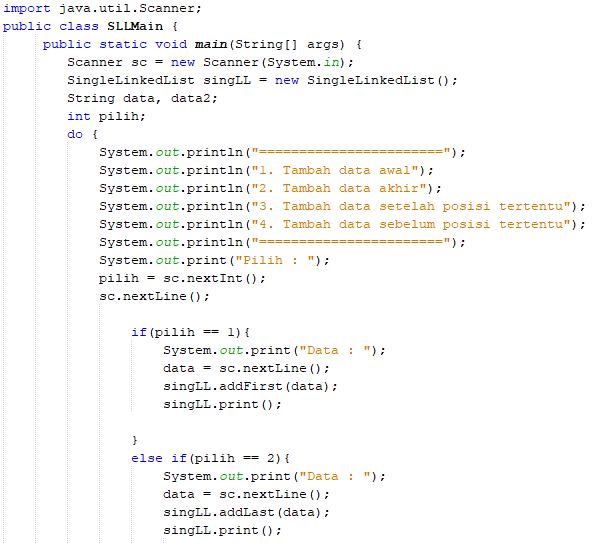 import java.util.Scanner;
public class SLLMain {
public static void main(String[] args) {
Scanner sc = new Scanner(System.in);
SingleLinkedList singLL = new SingleLinkedList();
String data, data2;
int pilih;
do {
System.out.println("=======================");
System.out.println("1. Tambah data awal");
System.out.println("2. Tambah data akhir");
System.out.println("3. Tambah data setelah posisi tertentu");
System.out.println("4. Tambah data sebelum posisi tertentu");
System.out.println("=======================");
System.out.print("Pilih : ");
pilih = sc.nextInt();
sc.nextLine();
if(pilih == 1){
System.out.print("Data : ");
data = sc.nextLine();
singLL.addFirst(data);
singLL.print();
}
else if(pilih == 2){
System.out.print("Data : ");
data = sc.nextLine();
singLL.addLast(data);
singLL.print();